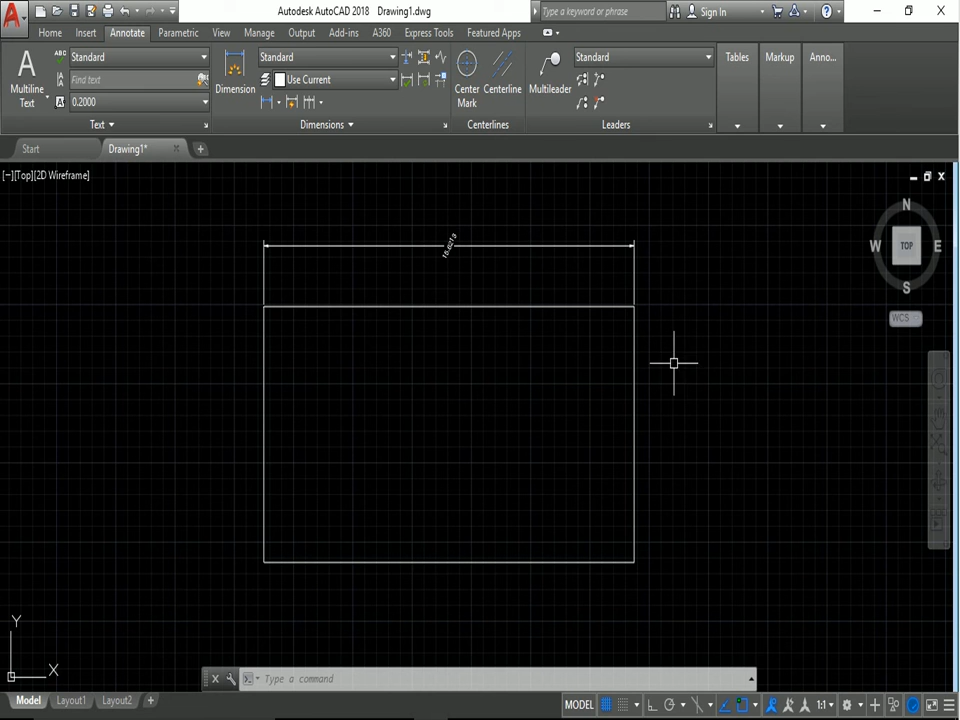 Autodesk AutoCAD 2018 Drawing1.dwg
Type a keyword or phrase
Sign In
Home Insert Annotate Parametric View Manage Output Add-ins A360 Express Tools Featured Apps
Multiline Text
ABC
Standard
Find text
0.2000
Text
Dimension
Standard
Use Current
Dimensions
Center Mark
Centerline
Centerlines
Multileader
Standard
Leaders
Tables
Markup
Anno...
Start
Drawing1*
[−][Top][2D Wireframe]
N
W TOP E
S
WCS
Y
X
Type a command
Model Layout1 Layout2
MODEL
1:1